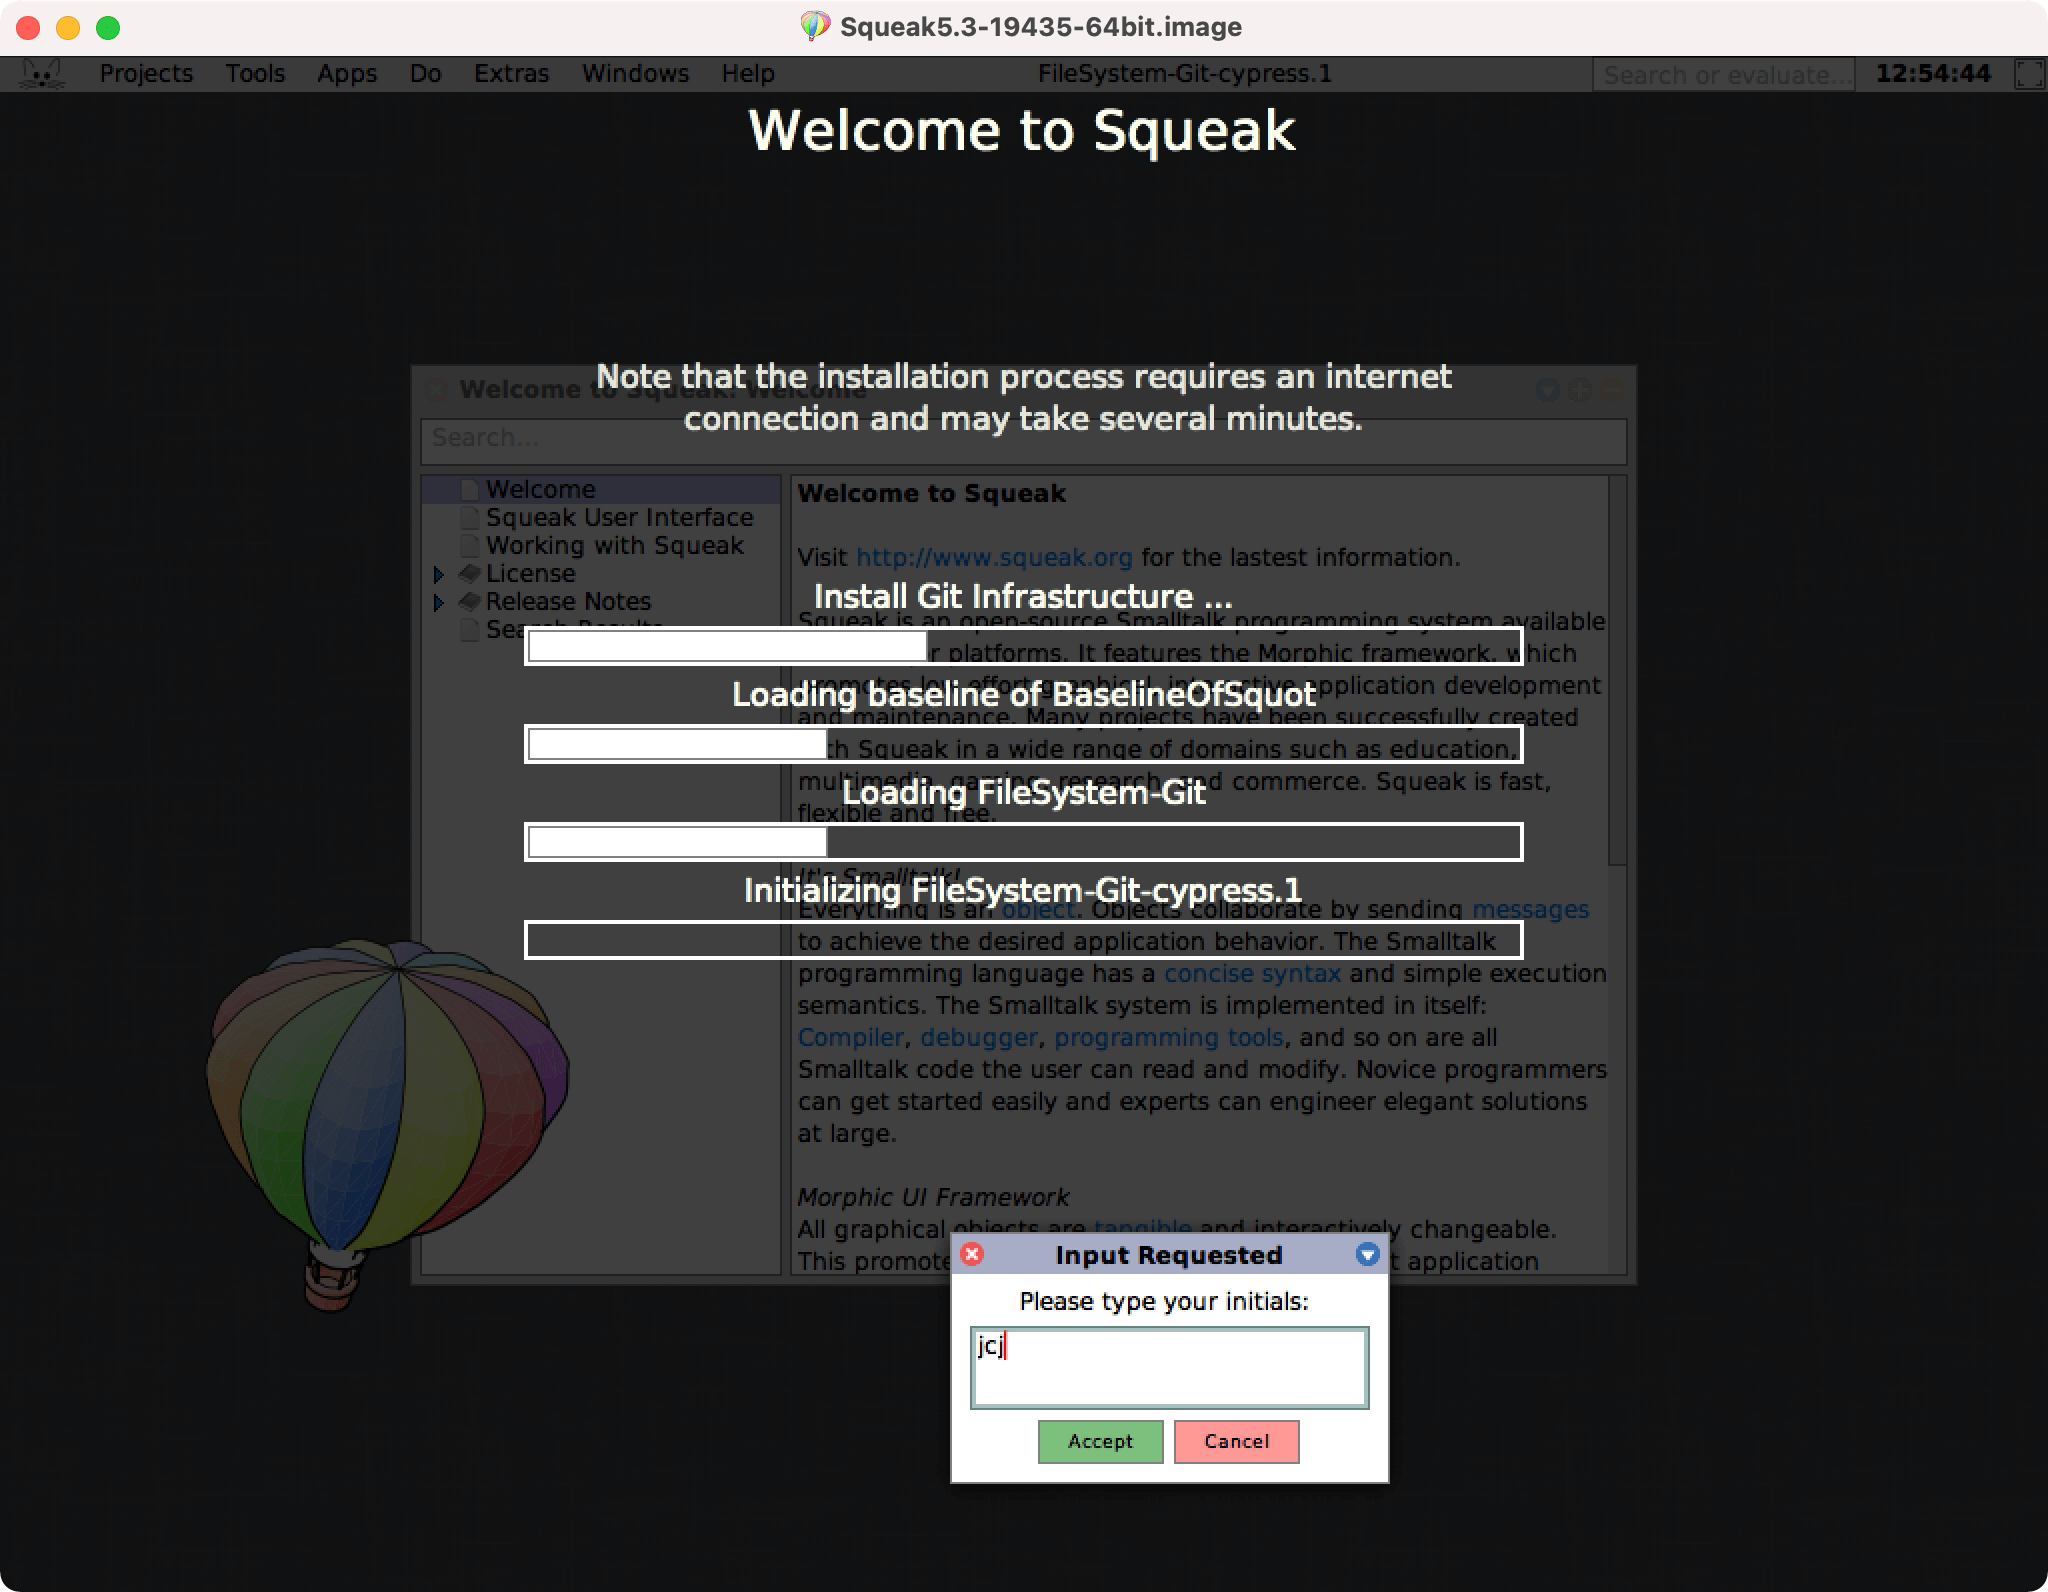 Squeak5.3-19435-64bit.image
Projects Tools Apps Do Extras Windows Help FileSystem-Git-cypress.1 Search or evaluate... 12:54:44
Welcome to Squeak
Note that the installation process requires an internet
connection and may take several minutes.
Welcome to Squeak: Welcome
Search...
Welcome
Squeak User Interface
Working with Squeak
License
Release Notes
Search Results
Welcome to Squeak
Visit http://www.squeak.org for the lastest information.
Install Git Infrastructure ...
Squeak is an open-source Smalltalk programming system available
platforms. It features the Morphic framework, which
Loading baseline of BaselineOfSquot
promotes low effort graphical, interactive application development
and maintenance. Many projects have been successfully created
Squeak in a wide range of domains such as education,
multimedia, gaming, research, and commerce. Squeak is fast,
Loading FileSystem-Git
flexible and free.
It's Smalltalk!
Initializing FileSystem-Git-cypress.1
Everything is an object. Objects collaborate by sending messages
to achieve the desired application behavior. The Smalltalk
programming language has a concise syntax and simple execution
semantics. The Smalltalk system is implemented in itself:
Compiler, debugger, programming tools, and so on are all
Smalltalk code the user can read and modify. Novice programmers
can get started easily and experts can engineer elegant solutions
at large.
Morphic UI Framework
All graphical objects are tangible and interactively changeable.
This promote
application
Input Requested
Please type your initials:
jcj
Accept Cancel